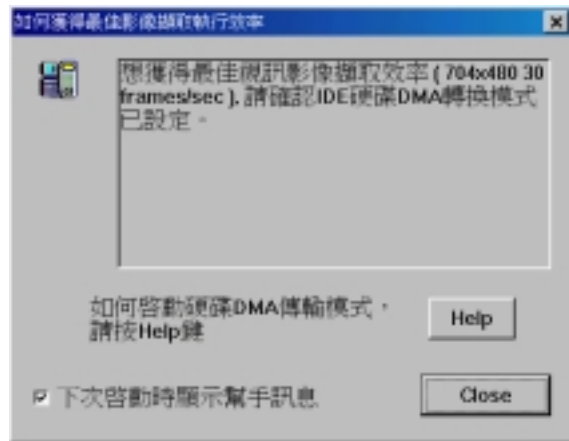 如何獲得最佳影像擷取執行效率
想獲得最佳視訊影像擷取效率 ( 704x480 30
frames/sec ), 請確認IDE硬碟DMA轉換模式
已設定。
如何啓動硬碟DMA傳輸模式，
請按Help鍵
Help
下次啓動時顯示幫手訊息
Close